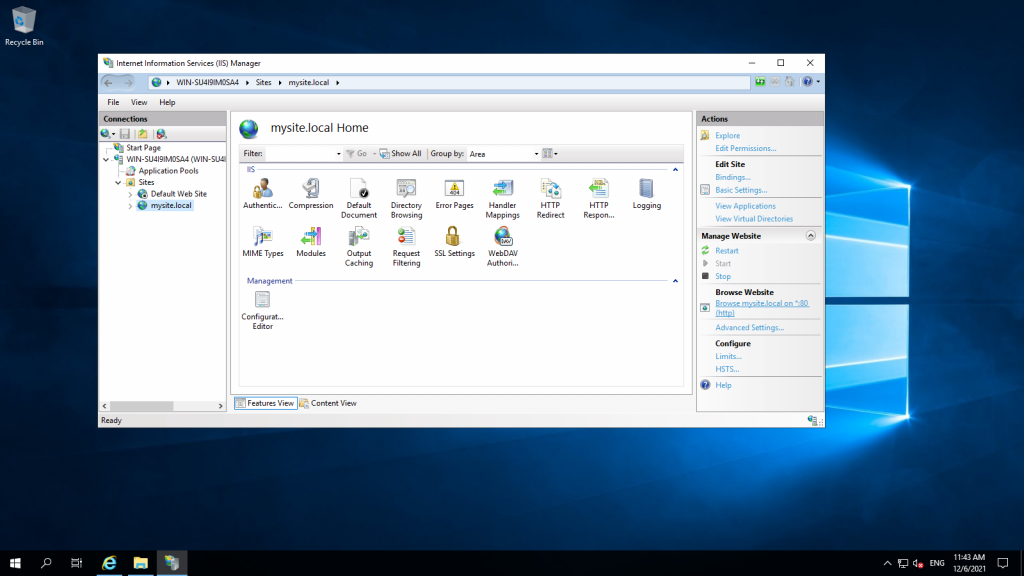 Recycle Bin
Internet Information Services (IIS) Manager
WIN-SU4I9IM0SA4
Sites
mysite.local
File View Help
Connections
Start Page
WIN-SU4I9IM0SA4 (WIN-SU4I
Application Pools
Sites
Default Web Site
mysite.local
mysite.local Home
Filter:
Go
Show All
Group by: Area
IIS
Authentic...
Compression
Default
Document
Directory
Browsing
Error Pages
Handler
Mappings
HTTP
Redirect
HTTP
Respon...
Logging
MIME Types
Modules
Output
Caching
Request
Filtering
SSL Settings
WebDAV
Authori...
Management
Configurat...
Editor
Features View
Content View
Actions
Explore
Edit Permissions...
Edit Site
Bindings...
Basic Settings...
View Applications
View Virtual Directories
Manage Website
Restart
Start
Stop
Browse Website
Browse mysite.local on *:80
(http)
Advanced Settings...
Configure
Limits...
HSTS...
Help
Ready
ENG
11:43 AM
12/6/2021